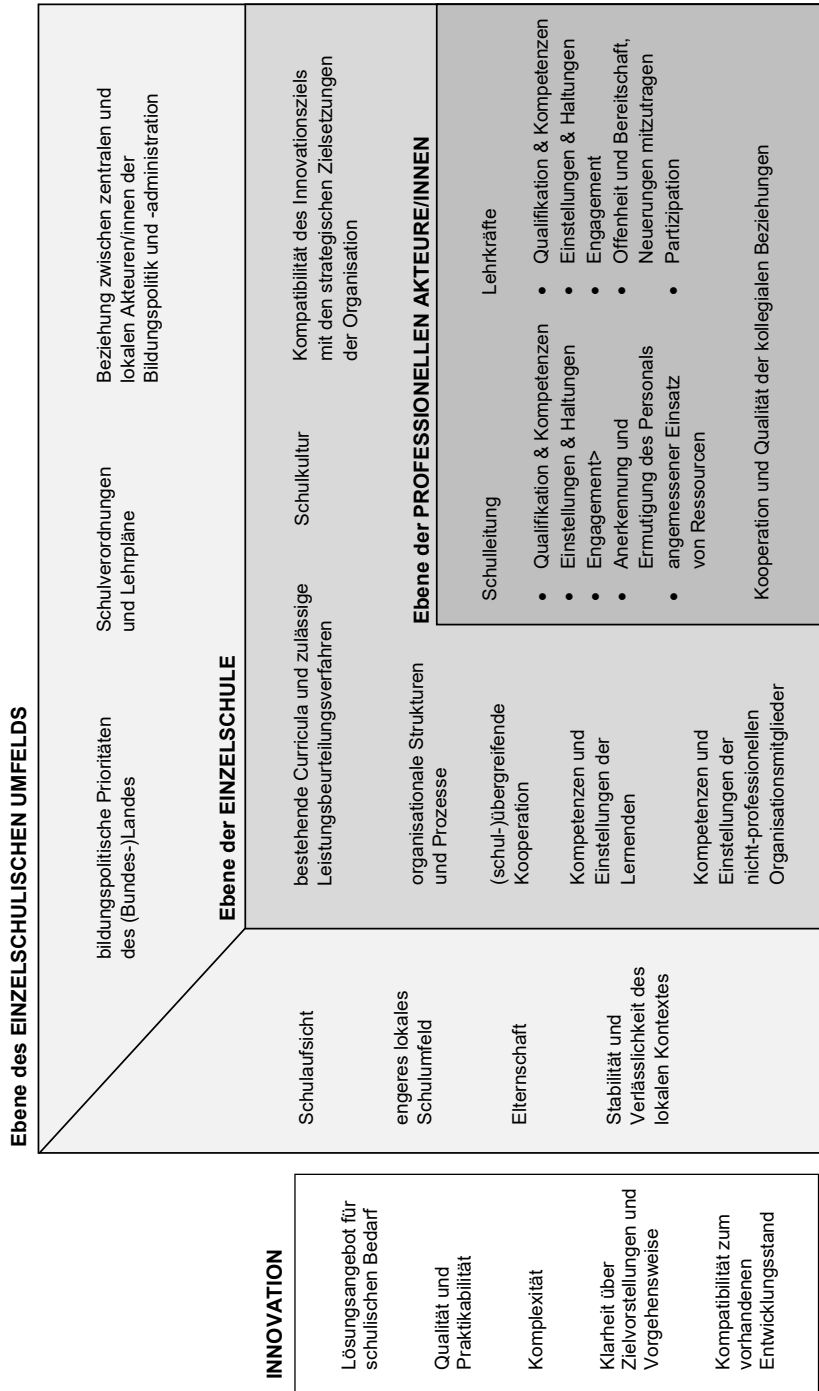 INNOVATION
Lösungsangebot für
schulischen Bedarf
Qualität und
Praktikabilität
Komplexität
Klarheit über
Zielvorstellungen und
Vorgehensweise
Kompatibilität zum
vorhandenen
Entwicklungsstand
Ebene des EINZELSCHULISCHEN UMFELDS
bildungspolitische Prioritäten
des (Bundes-)Landes
Schulverordnungen
und Lehrpläne
Beziehung zwischen zentralen und
lokalen Akteuren/innen der
Bildungspolitik und -administration
Schulaufsicht
engeres lokales
Schulumfeld
Elternschaft
Stabilität und
Verlässlichkeit des
lokalen Kontextes
Ebene der EINZELSCHULE
bestehende Curricula und zulässige
Leistungsbeurteilungsverfahren
Schulkultur
Kompatibilität des Innovationsziels
mit den strategischen Zielsetzungen
der Organisation
organisationale Strukturen
und Prozesse
(schul-)übergreifende
Kooperation
Kompetenzen und
Einstellungen der
Lernenden
Kompetenzen und
Einstellungen der
nicht-professionellen
Organisationsmitglieder
Ebene der PROFESSIONELLEN AKTEURE/INNEN
Schulleitung
• Qualifikation & Kompetenzen
• Einstellungen & Haltungen
• Engagement>
• Anerkennung und
Ermutigung des Personals
• angemessener Einsatz
von Ressourcen
Lehrkräfte
• Qualifikation & Kompetenzen
• Einstellungen & Haltungen
• Engagement
• Offenheit und Bereitschaft,
Neuerungen mitzutragen
• Partizipation
Kooperation und Qualität der kollegialen Beziehungen